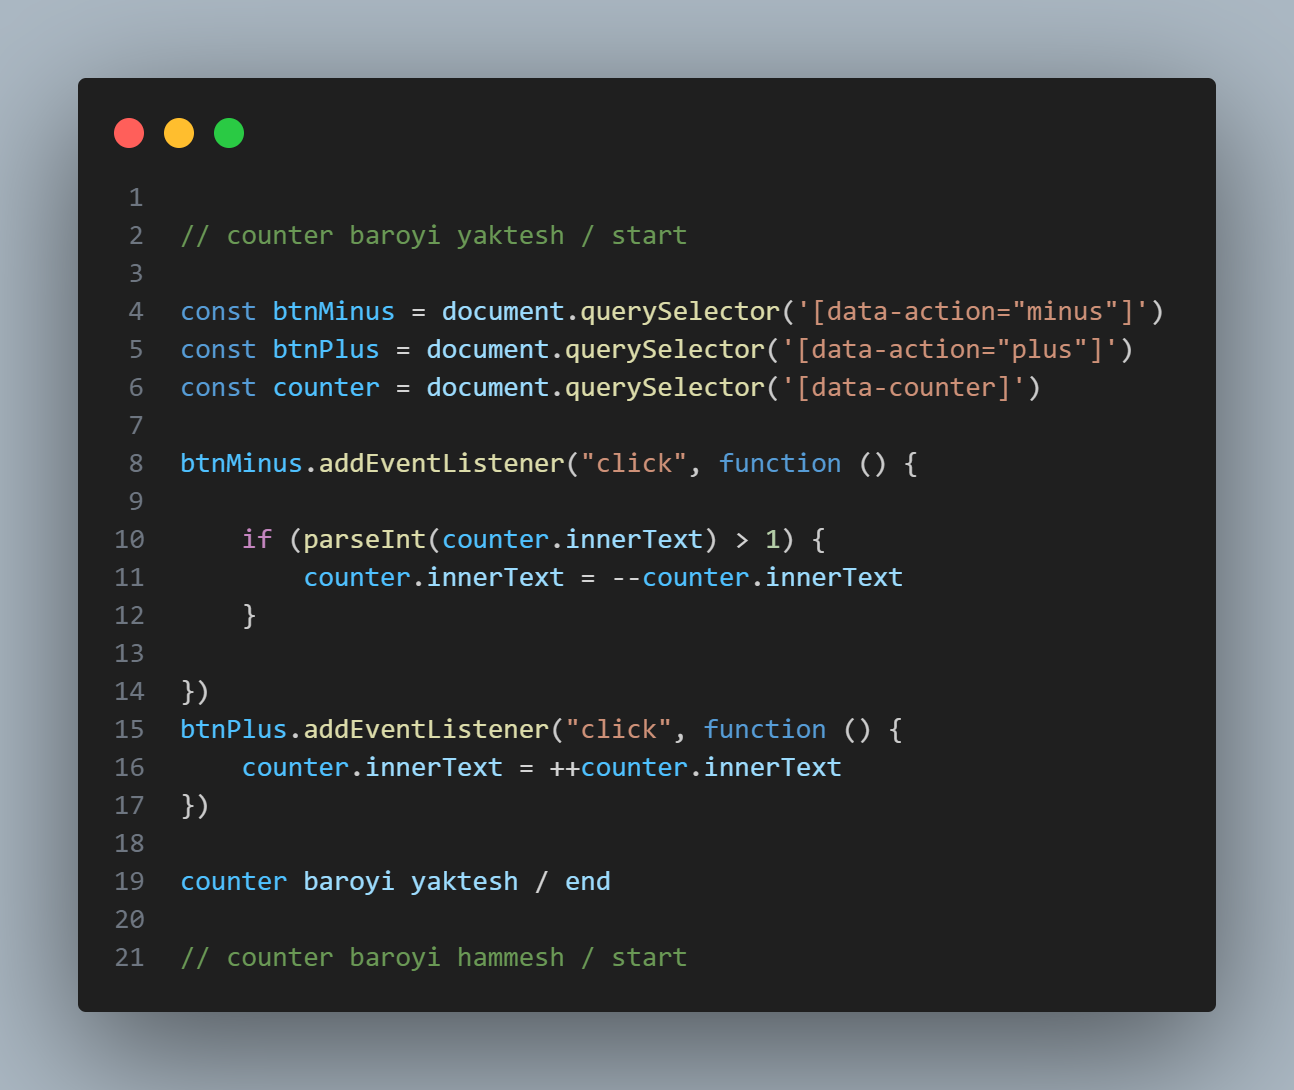 1
2 // counter baroyi yaktesh / start
3
4 const btnMinus = document.querySelector('[data-action="minus"]')
5 const btnPlus = document.querySelector('[data-action="plus"]')
6 const counter = document.querySelector('[data-counter]')
7
8 btnMinus.addEventListener("click", function () {
9
10     if (parseInt(counter.innerText) > 1) {
11         counter.innerText = --counter.innerText
12     }
13
14 })
15 btnPlus.addEventListener("click", function () {
16     counter.innerText = ++counter.innerText
17 })
18
19 counter baroyi yaktesh / end
20
21 // counter baroyi hammesh / start